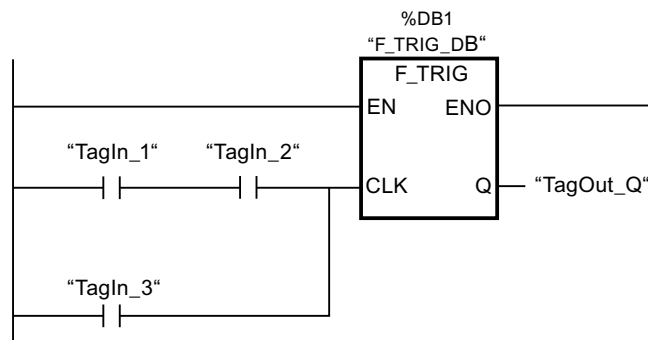 %DB1
“F_TRIG_DB“
F_TRIG
EN ENO
“TagIn_1“ “TagIn_2“
CLK Q “TagOut_Q“
“TagIn_3“